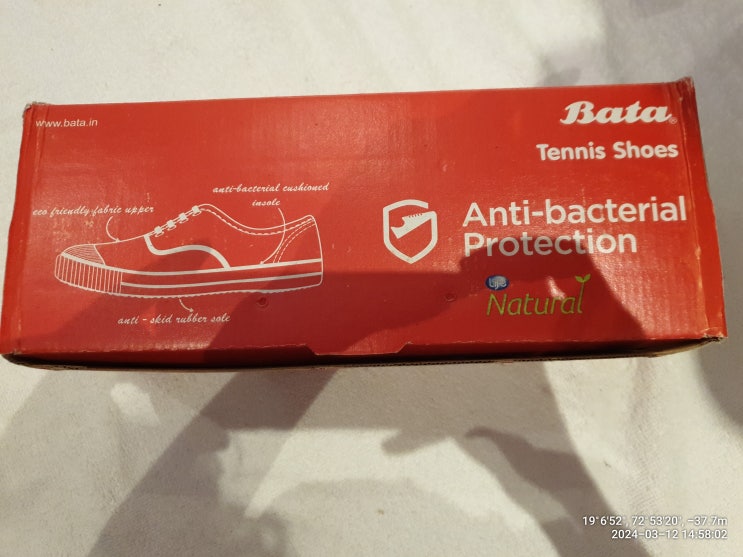 www.bata.in
Bata®
Tennis Shoes
anti-bacterial cushioned
insole
eco friendly fabric upper
anti - skid rubber sole
Anti-bacterial
Protection
Natural
19°6'52", 72°53'20", -37.7m
2024-03-12 14:58:02